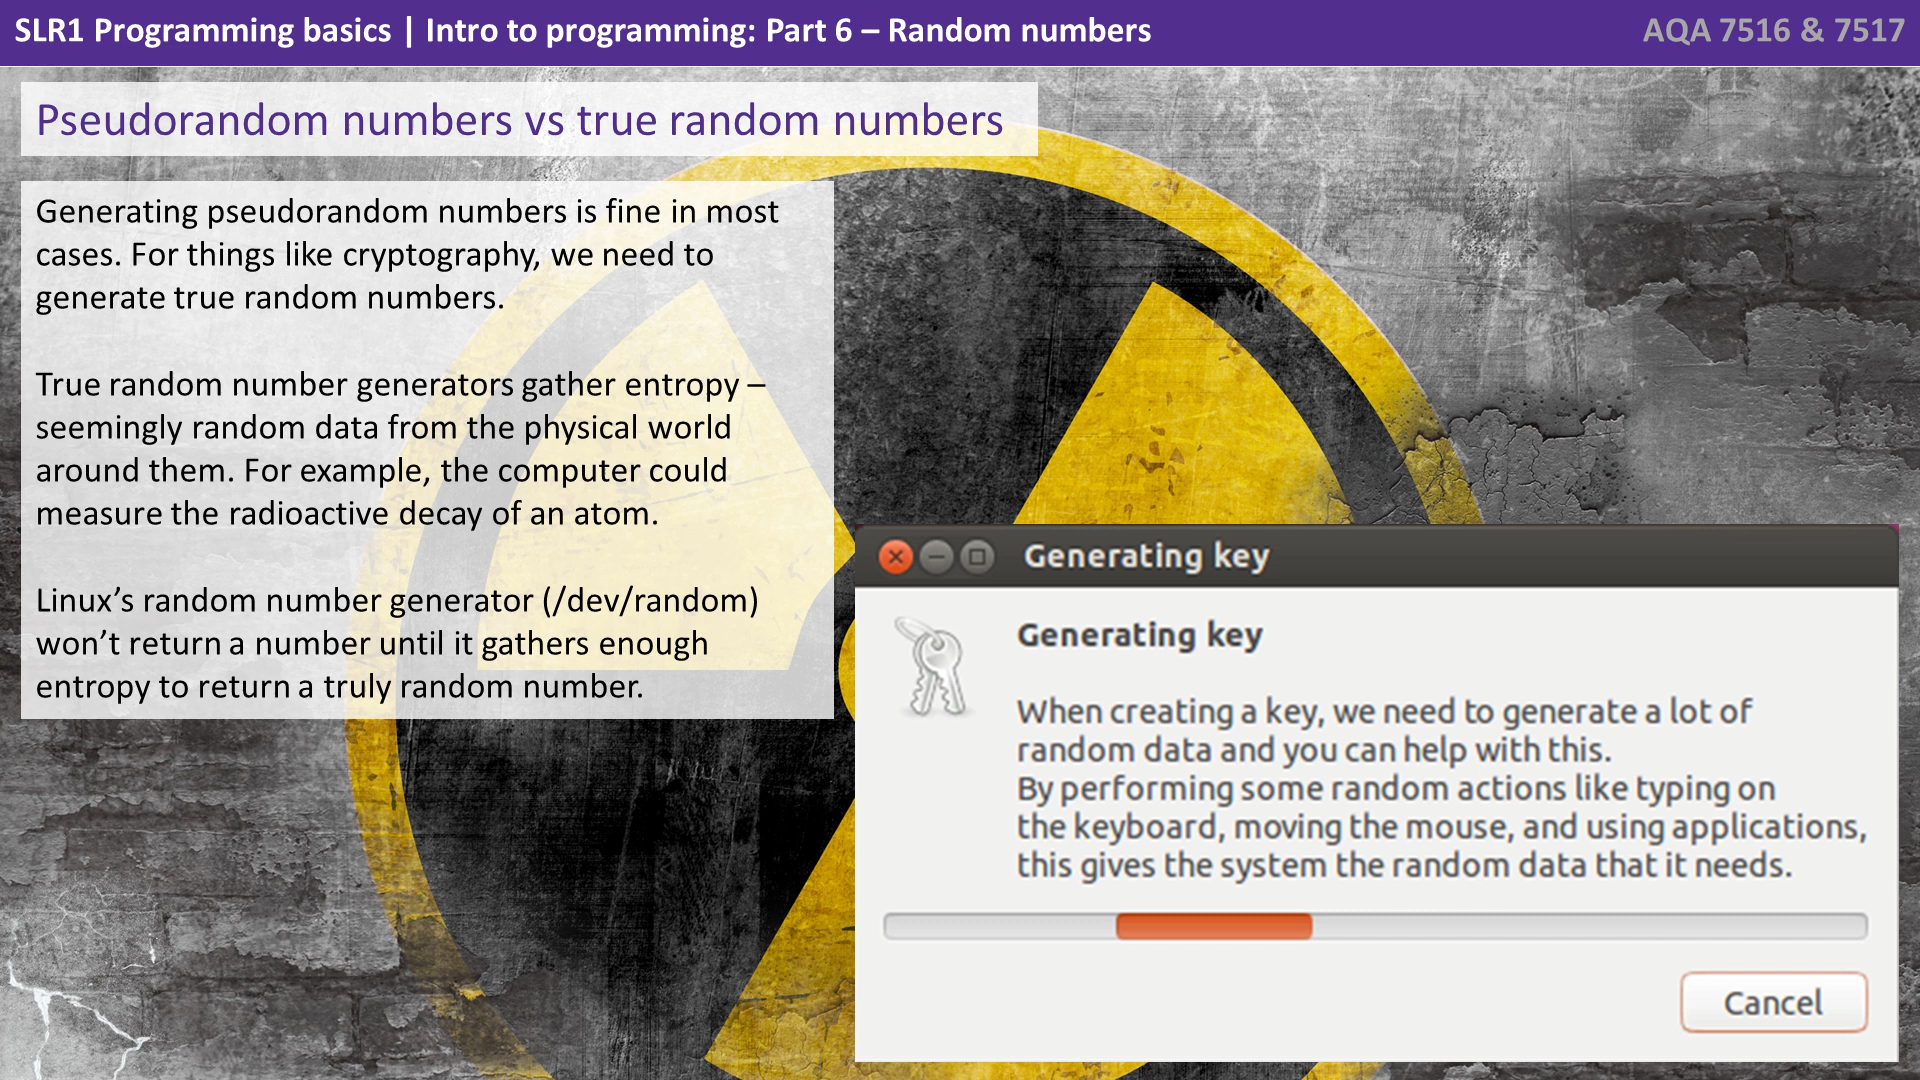 SLR1 Programming basics | Intro to programming: Part 6 – Random numbers
AQA 7516 & 7517
Pseudorandom numbers vs true random numbers
Generating pseudorandom numbers is fine in most
cases. For things like cryptography, we need to
generate true random numbers.
True random number generators gather entropy –
seemingly random data from the physical world
around them. For example, the computer could
measure the radioactive decay of an atom.
Linux’s random number generator (/dev/random)
won’t return a number until it gathers enough
entropy to return a truly random number.
Generating key
Generating key
When creating a key, we need to generate a lot of
random data and you can help with this.
By performing some random actions like typing on
the keyboard, moving the mouse, and using applications,
this gives the system the random data that it needs.
Cancel